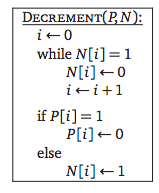 DECREMENT(P,N):
i ← 0
while N[i] = 1
N[i] ← 0
i ← i + 1
if P[i] = 1
P[i] ← 0
else
N[i] ← 1